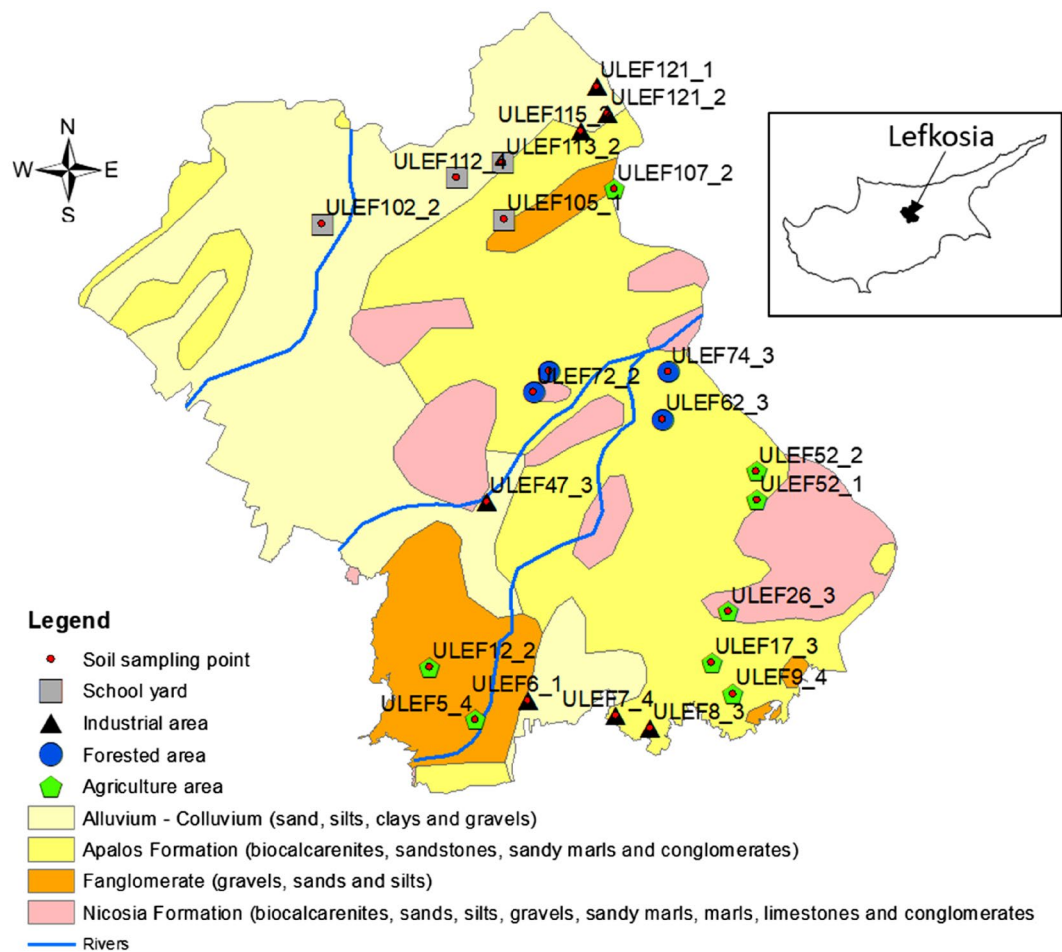 ULEF121_1
ULEF121_2
ULEF115_2
Lefkosia
N
ULEF113_2
ULEF112_4
W E
ULEF107_2
S
ULEF102_2
ULEF105_1
ULEF74_3
ULEF72_2
ULEF62_3
ULEF52_2
ULEF52_1
ULEF47_3
ULEF26_3
Legend
ULEF12_2
ULEF17_3
Soil sampling point
ULEF9_4
School yard
ULEF6_1
ULEF5_4
ULEF7_4
ULEF8_3
Industrial area
Forested area
Agriculture area
Alluvium - Colluvium (sand, silts, clays and gravels)
Apalos Formation (biocalcarenites, sandstones, sandy marls and conglomerates)
Fanglomerate (gravels, sands and silts)
Nicosia Formation (biocalcarenites, sands, silts, gravels, sandy marls, marls, limestones and conglomerates
Rivers